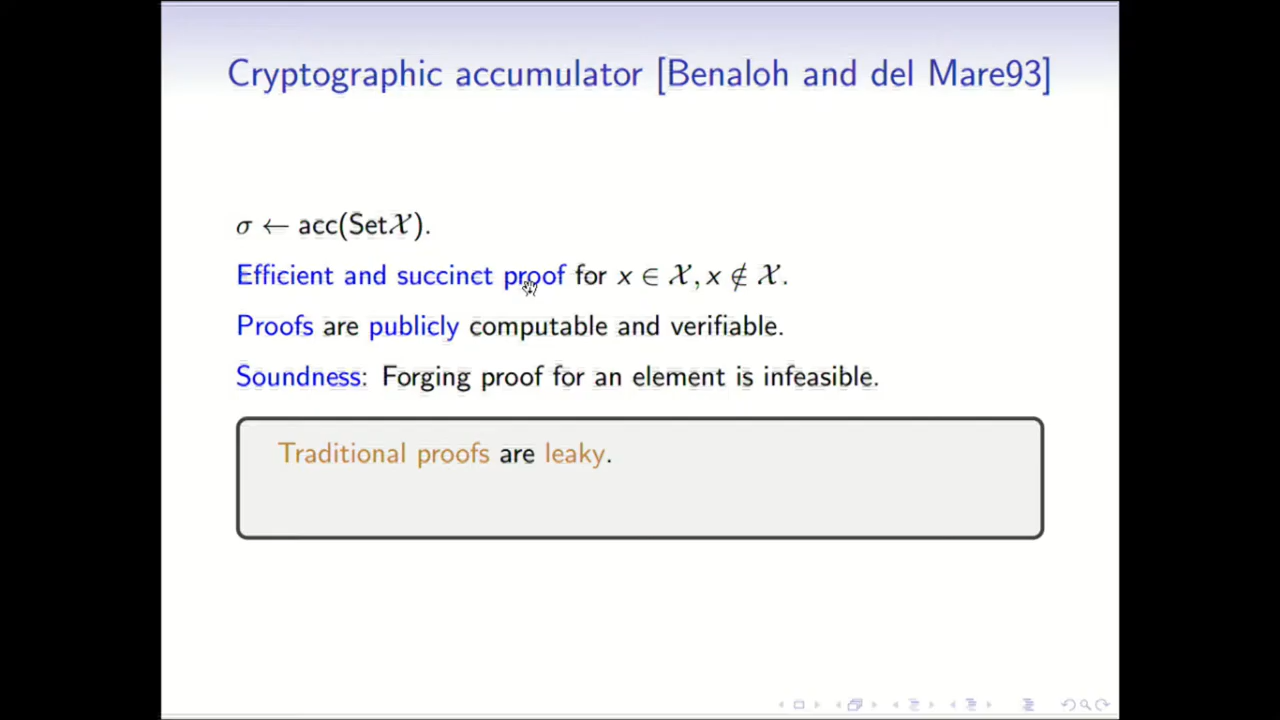 Cryptographic accumulator [Benaloh and del Mare93]
σ ← acc(Set𝒳).
Efficient and succinct proof for x ∈ 𝒳, x ∉ 𝒳.
Proofs are publicly computable and verifiable.
Soundness: Forging proof for an element is infeasible.
Traditional proofs are leaky.